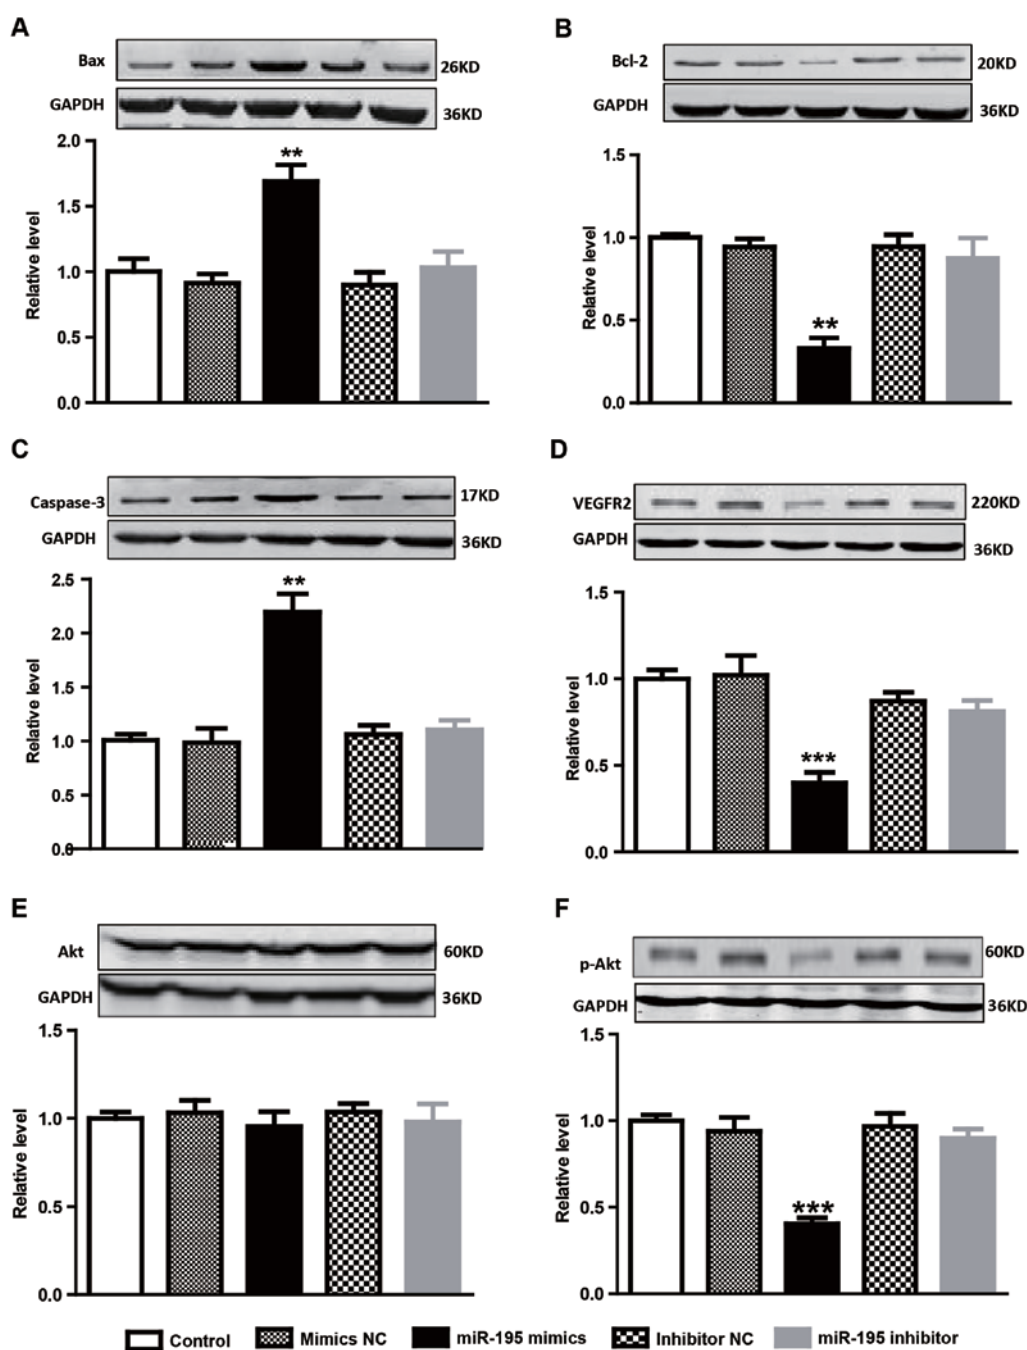 A
Bax
26KD
GAPDH
36KD
2.0
**
1.5
Relative level
1.0
0.5
0.0
B
Bcl-2
20KD
GAPDH
36KD
1.5
Relative level
1.0
**
0.5
0.0
C
Caspase-3
17KD
GAPDH
36KD
2.5
**
2.0
Relative level
1.5
1.0
0.5
0.0
D
VEGFR2
220KD
GAPDH
36KD
1.5
Relative level
1.0
***
0.5
0.0
E
Akt
60KD
GAPDH
36KD
1.5
Relative level
1.0
0.5
0.0
F
p-Akt
60KD
GAPDH
36KD
1.5
Relative level
1.0
***
0.5
0.0
Control Mimics NC miR-195 mimics Inhibitor NC miR-195 inhibitor